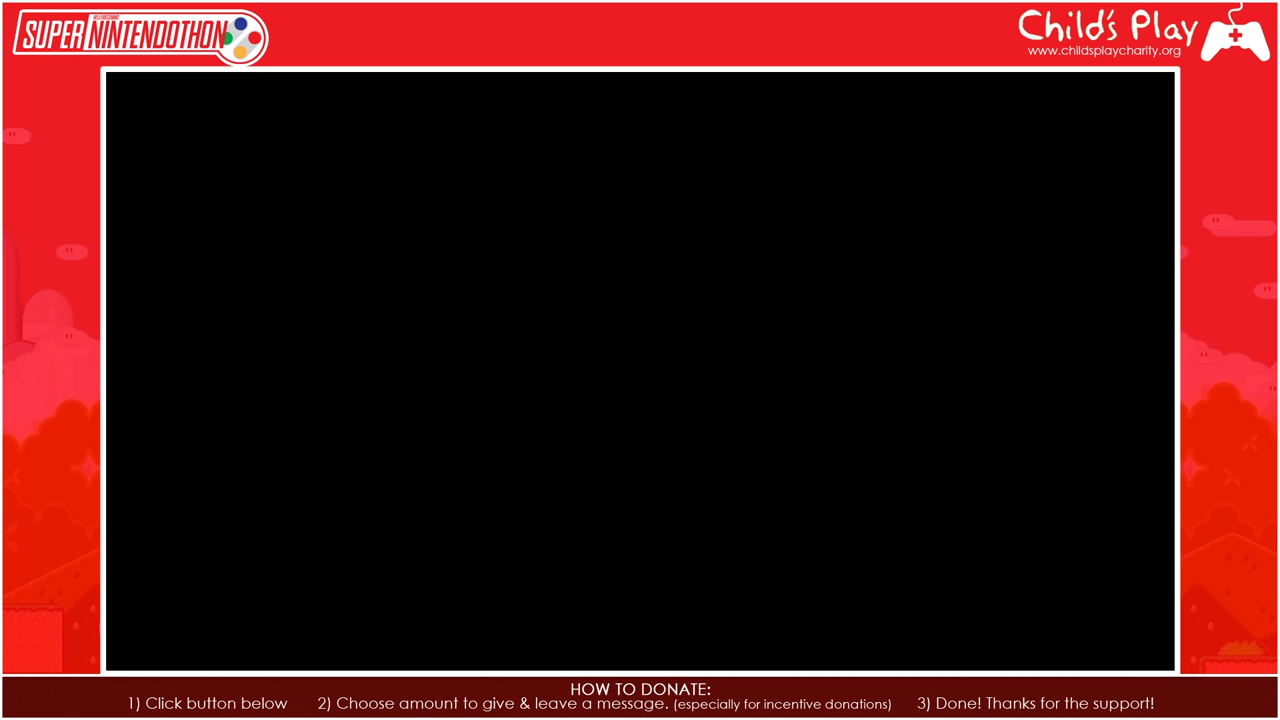 SUPER NINTENDOTHON
Child's Play
www.childsplaycharity.org
HOW TO DONATE:
1) Click button below 2) Choose amount to give & leave a message. (especially for incentive donations) 3) Done! Thanks for the support!